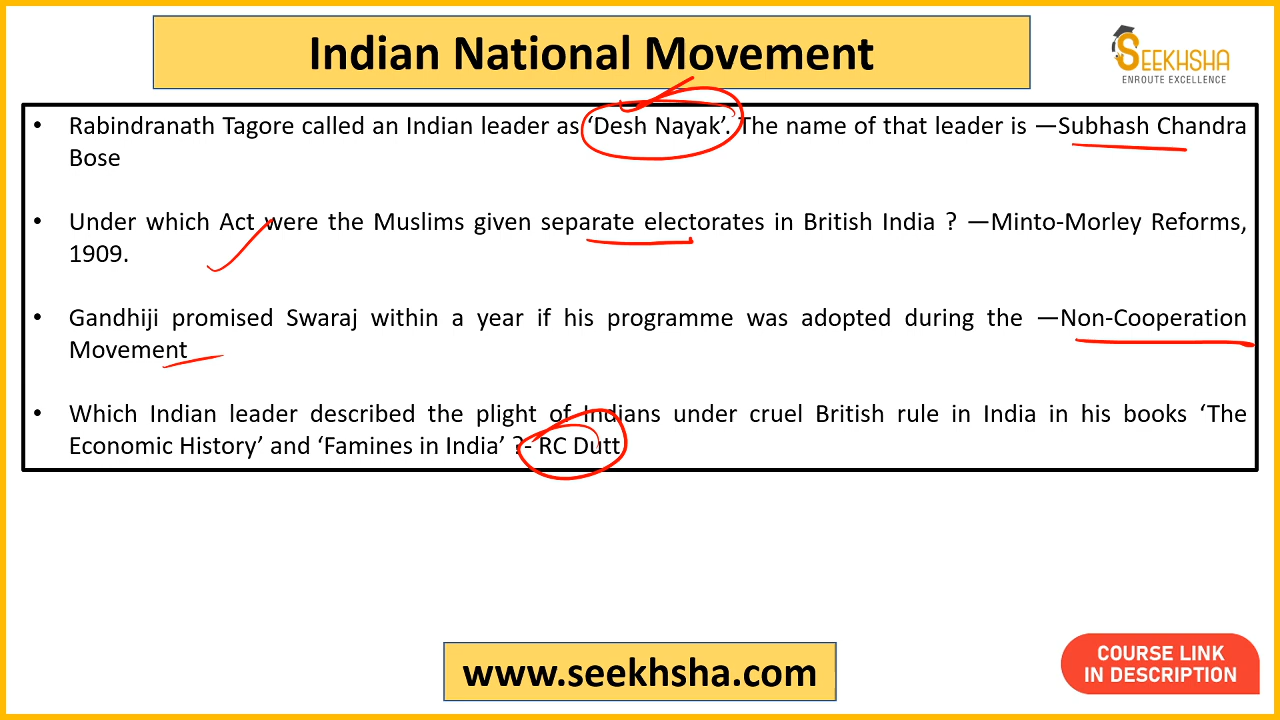 Indian National Movement
SEEKHSHA
ENROUTE EXCELLENCE
• Rabindranath Tagore called an Indian leader as ‘Desh Nayak’. The name of that leader is —Subhash Chandra
Bose
• Under which Act were the Muslims given separate electorates in British India ? —Minto-Morley Reforms,
1909.
• Gandhiji promised Swaraj within a year if his programme was adopted during the —Non-Cooperation
Movement
• Which Indian leader described the plight of Indians under cruel British rule in India in his books ‘The
Economic History’ and ‘Famines in India’ ?- RC Dutt
www.seekhsha.com
COURSE LINK
IN DESCRIPTION